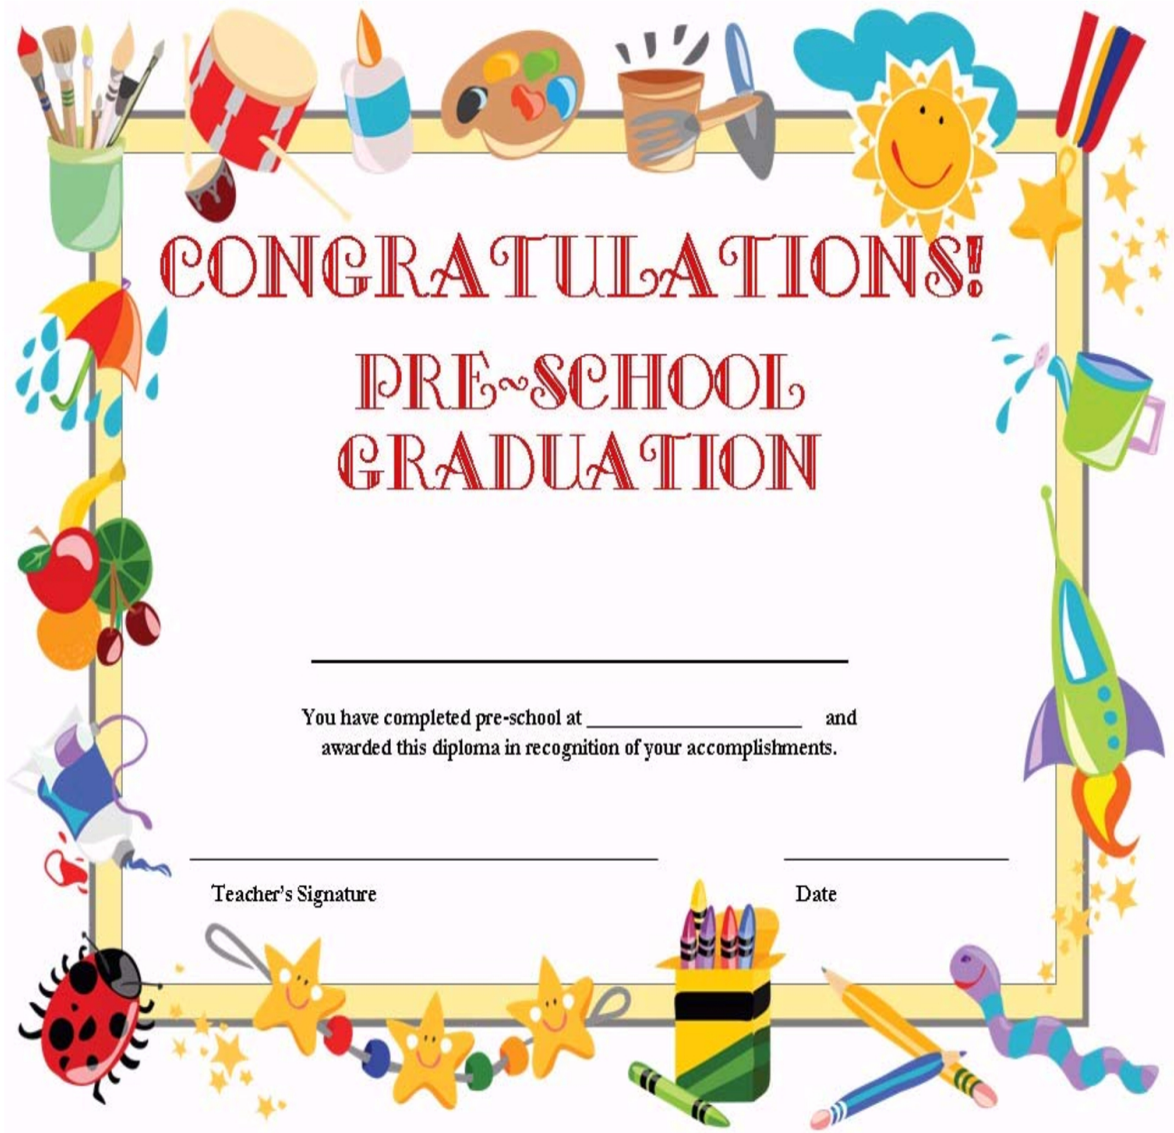 CONGRATULATIONS!
PRE~SCHOOL
GRADUATION
You have completed pre-school at ____________________ and
awarded this diploma in recognition of your accomplishments.
Teacher's Signature
Date